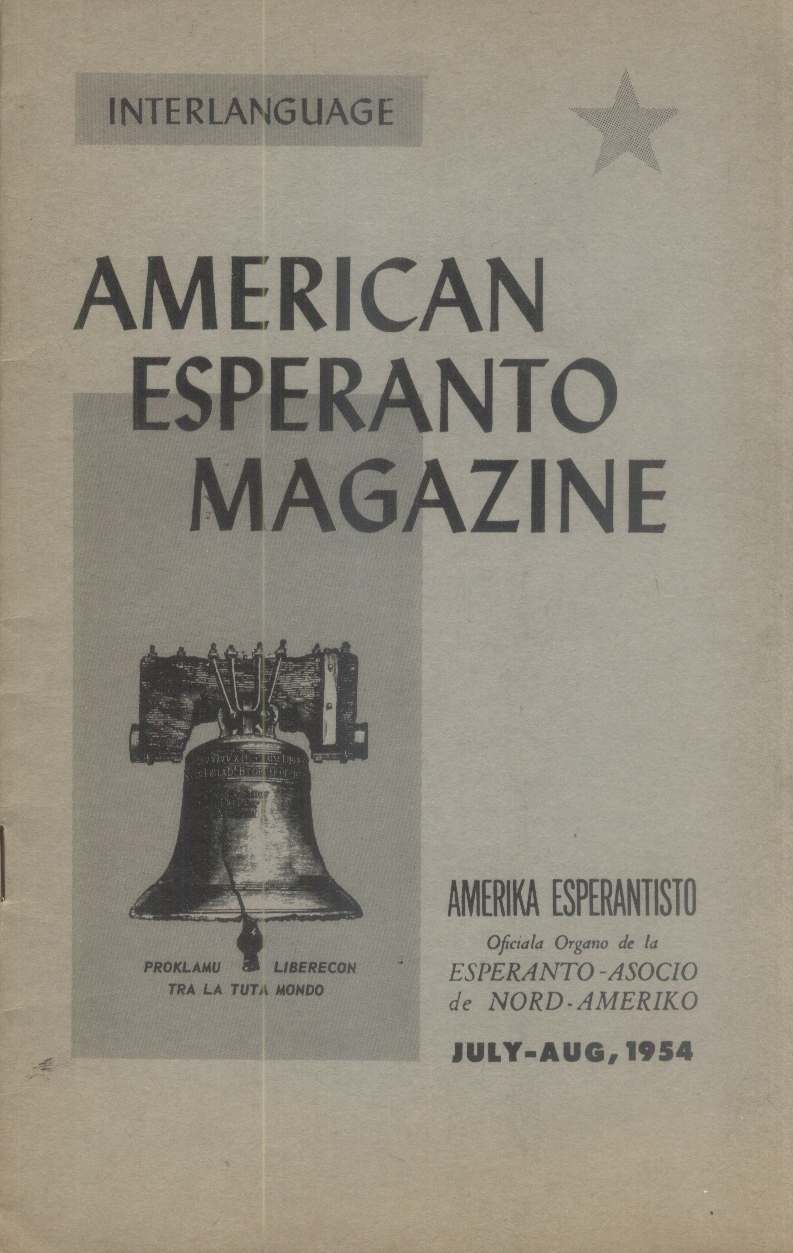 INTERLANGUAGE
AMERICAN
ESPERANTO
MAGAZINE
PROKLAMU LIBERECON
TRA LA TUTA MONDO
AMERIKA ESPERANTISTO
Oficiala Organo de la
ESPERANTO-ASOCIO
de NORD-AMERIKO
JULY-AUG, 1954